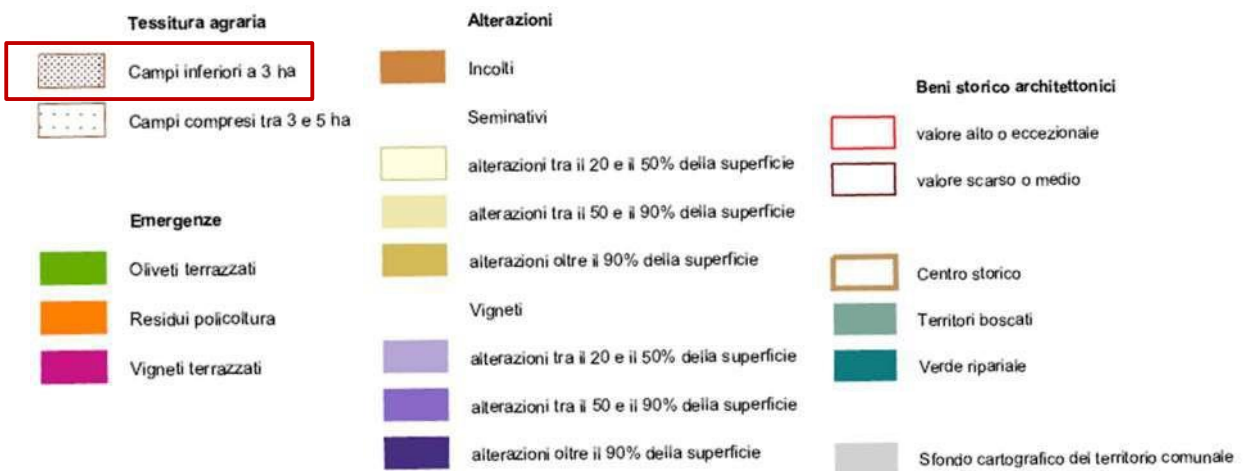 Tessitura agraria
Campi inferiori a 3 ha
Campi compresi tra 3 e 5 ha
Emergenze
Oliveti terrazzati
Residui policoltura
Vigneti terrazzati
Alterazioni
Incolti
Seminativi
alterazioni tra il 20 e il 50% della superficie
alterazioni tra il 50 e il 90% della superficie
alterazioni oltre il 90% della superficie
Vigneti
alterazioni tra il 20 e il 50% della superficie
alterazioni tra il 50 e il 90% della superficie
alterazioni oltre il 90% della superficie
Beni storico architettonici
valore alto o eccezionale
valore scarso o medio
Centro storico
Territori boscati
Verde ripariale
Sfondo cartografico del territorio comunale